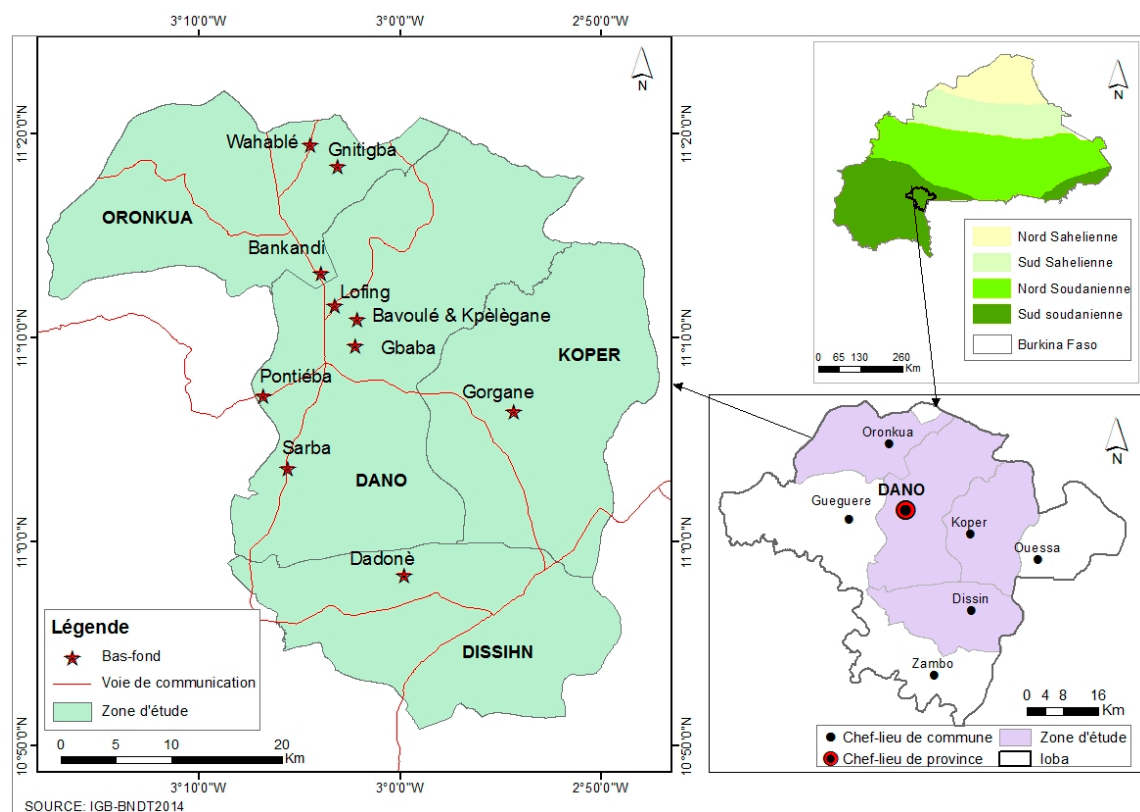 3°10'0"W
3°0'0"W
2°50'0"W
11°20'0"N
11°10'0"N
11°0'0"N
10°50'0"N
N
Wahablé
Gnitigba
ORONKUA
Bankandi
Lofing
Bavoulé & Kpèlègane
Gbaba
KOPER
Pontiéba
Gorgane
Sarba
DANO
Dadonè
DISSIHN
Légende
Bas-fond
Voie de communication
Zone d'étude
0 5 10 20
Km
3°10'0"W
3°0'0"W
2°50'0"W
SOURCE: IGB-BNDT2014
11°20'0"N
11°10'0"N
11°0'0"N
10°50'0"N
N
Nord Sahelienne
Sud Sahelienne
Nord Soudanienne
Sud soudanienne
Burkina Faso
0 65 130 260
Km
N
Oronkua
DANO
Gueguere
Koper
Ouessa
Dissin
Zambo
0 4 8 16
Km
Chef-lieu de commune
Zone d'étude
Chef-lieu de province
Ioba